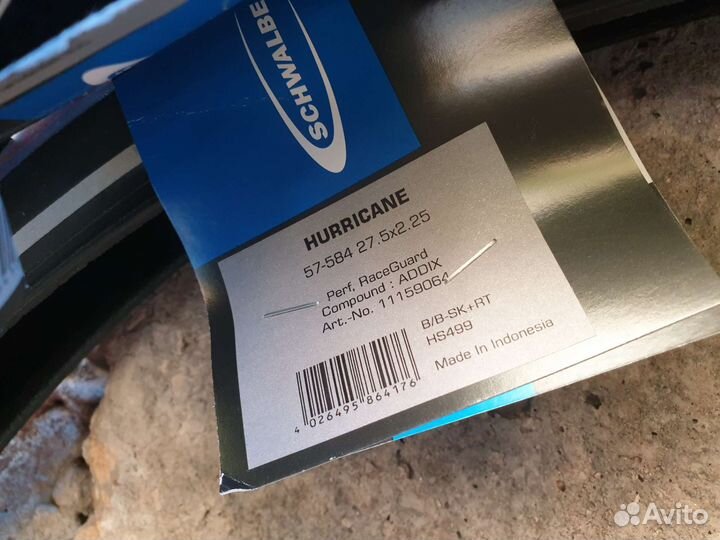 SCHWALBE
HURRICANE
57-584 27.5x2.25
Perf, RaceGuard
Compound : ADDIX
Art.-No. 11159064
B/B-SK+RT
HS499
Made In Indonesia
4 026495 864176
Avito